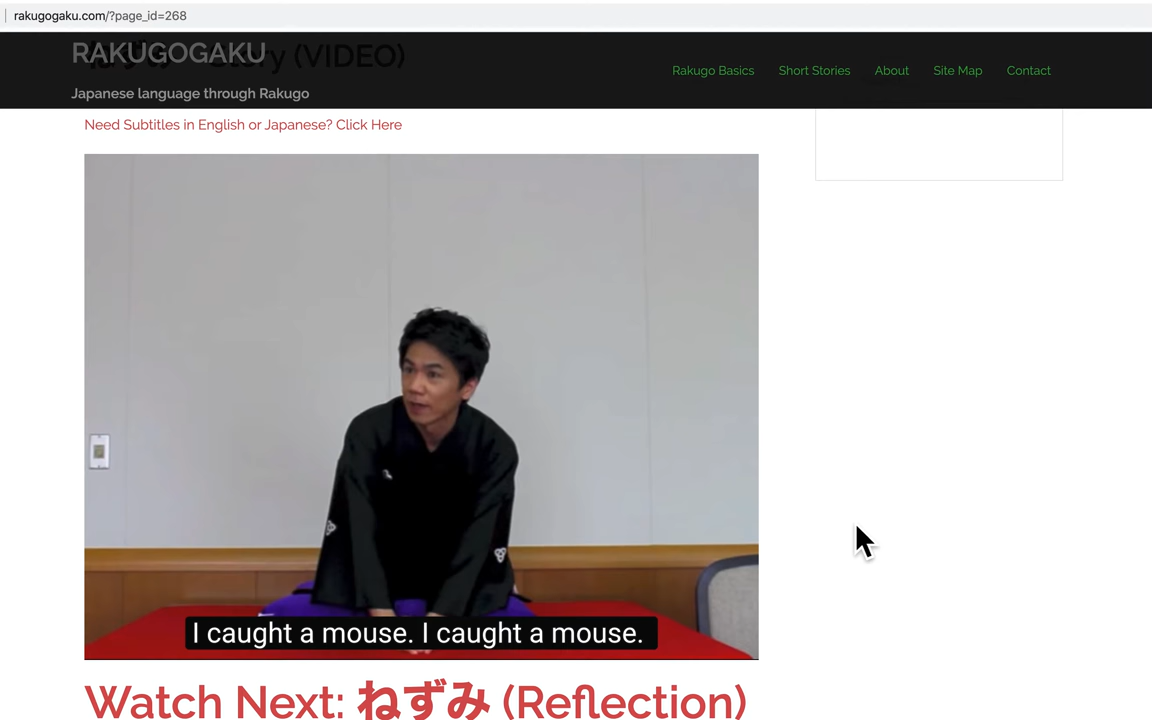 rakugogaku.com/?page_id=268
RAKUGOGAKU
(VIDEO)
Japanese language through Rakugo
Rakugo Basics
Short Stories
About
Site Map
Contact
Need Subtitles in English or Japanese? Click Here
I caught a mouse. I caught a mouse.
Watch Next: ねずみ (Reflection)